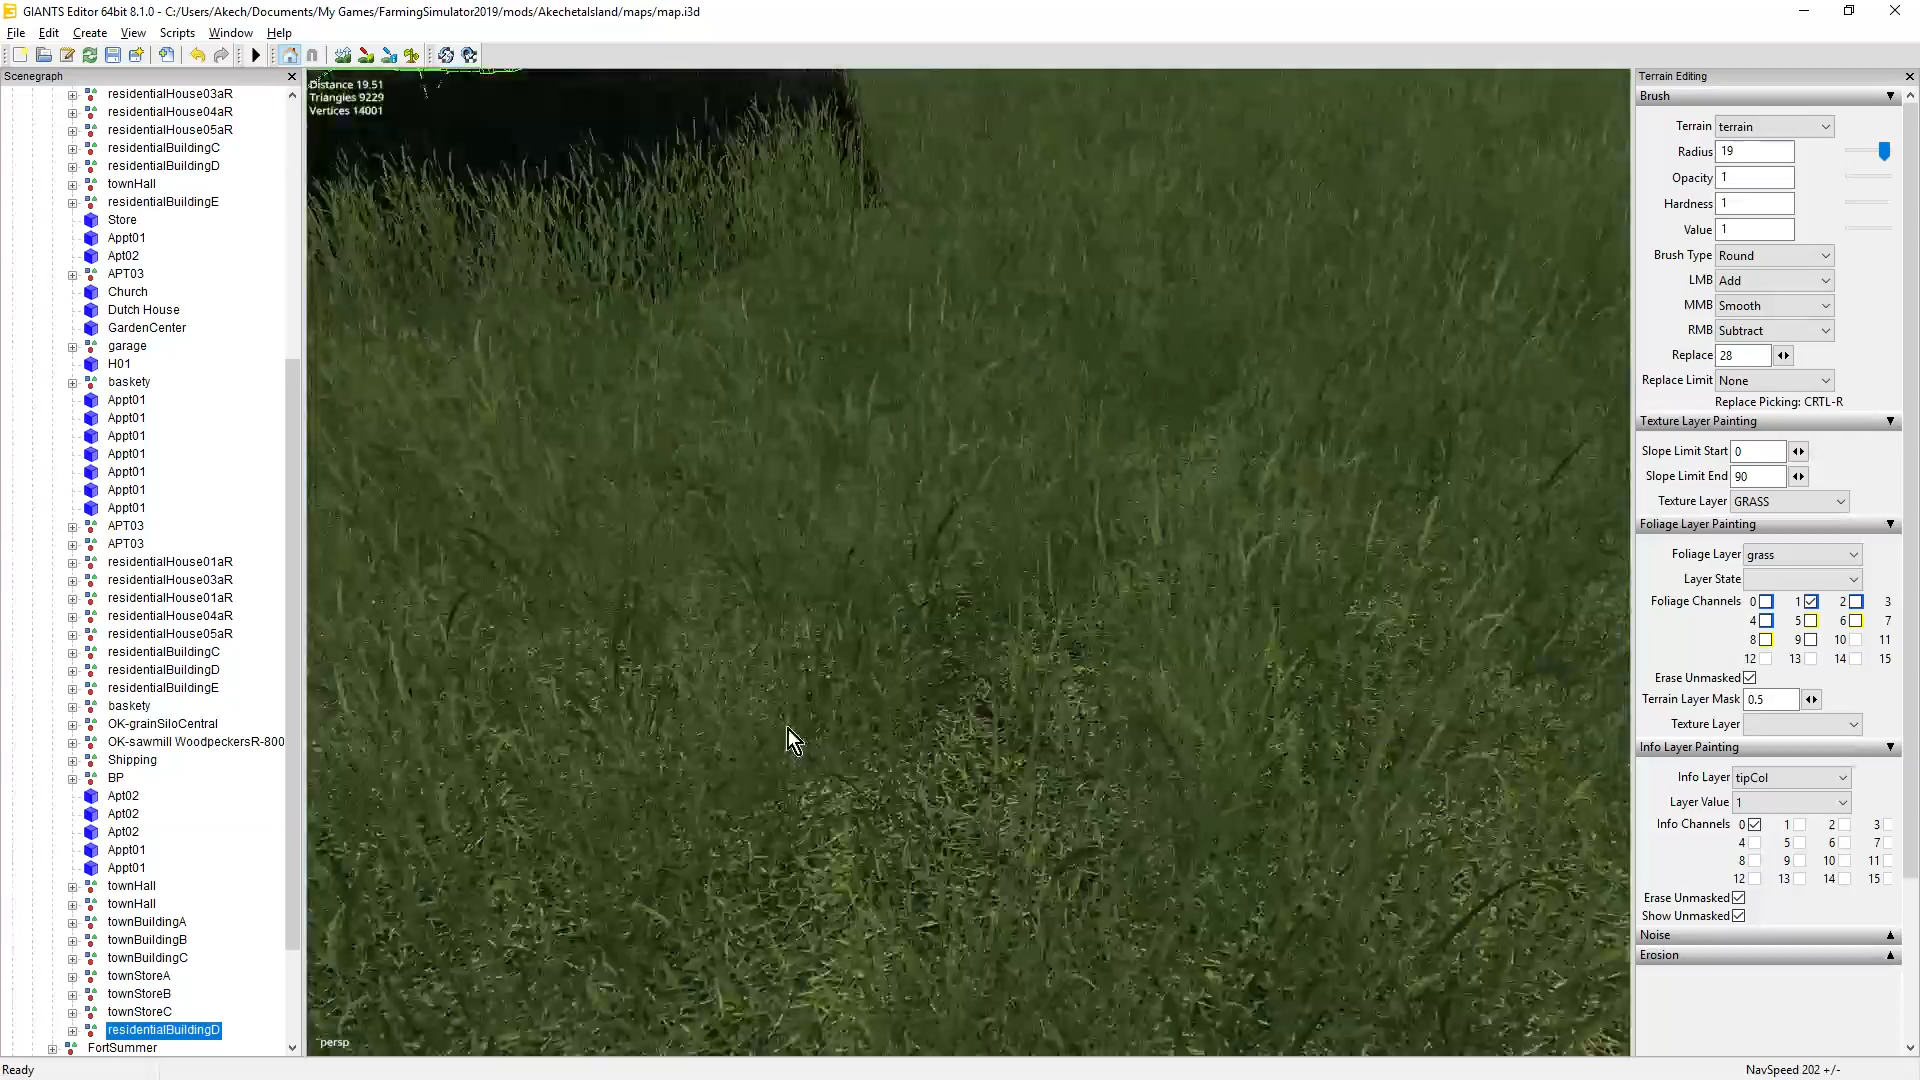 GIANTS Editor 64bit 8.1.0 - C:/Users/Akech/Documents/My Games/FarmingSimulator2019/mods/AkechetaIsland/maps/map.i3d
File Edit Create View Scripts Window Help
Scenegraph
residentialHouse03aR
residentialHouse04aR
residentialHouse05aR
residentialBuildingC
residentialBuildingD
townHall
residentialBuildingE
Store
Appt01
Apt02
APT03
Church
Dutch House
GardenCenter
garage
H01
baskety
Appt01
Appt01
Appt01
Appt01
Appt01
Appt01
Appt01
APT03
APT03
residentialHouse01aR
residentialHouse03aR
residentialHouse01aR
residentialHouse04aR
residentialHouse05aR
residentialBuildingC
residentialBuildingD
residentialBuildingE
baskety
OK-grainSiloCentral
OK-sawmill WoodpeckersR-800
Shipping
BP
Apt02
Apt02
Apt02
Appt01
Appt01
townHall
townHall
townBuildingA
townBuildingB
townBuildingC
townStoreA
townStoreB
townStoreC
residentialBuildingD
FortSummer
Distance 19.51
Triangles 9229
Vertices 14001
persp
Terrain Editing
Brush
Terrain terrain
Radius 19
Opacity 1
Hardness 1
Value 1
Brush Type Round
LMB Add
MMB Smooth
RMB Subtract
Replace 28
Replace Limit None
Replace Picking: CRTL-R
Texture Layer Painting
Slope Limit Start 0
Slope Limit End 90
Texture Layer GRASS
Foliage Layer Painting
Foliage Layer grass
Layer State
Foliage Channels 0 1 2 3
4 5 6 7
8 9 10 11
12 13 14 15
Erase Unmasked
Terrain Layer Mask 0.5
Texture Layer
Info Layer Painting
Info Layer tipCol
Layer Value 1
Info Channels 0 1 2 3
4 5 6 7
8 9 10 11
12 13 14 15
Erase Unmasked
Show Unmasked
Noise
Erosion
Ready
NavSpeed 202 +/-